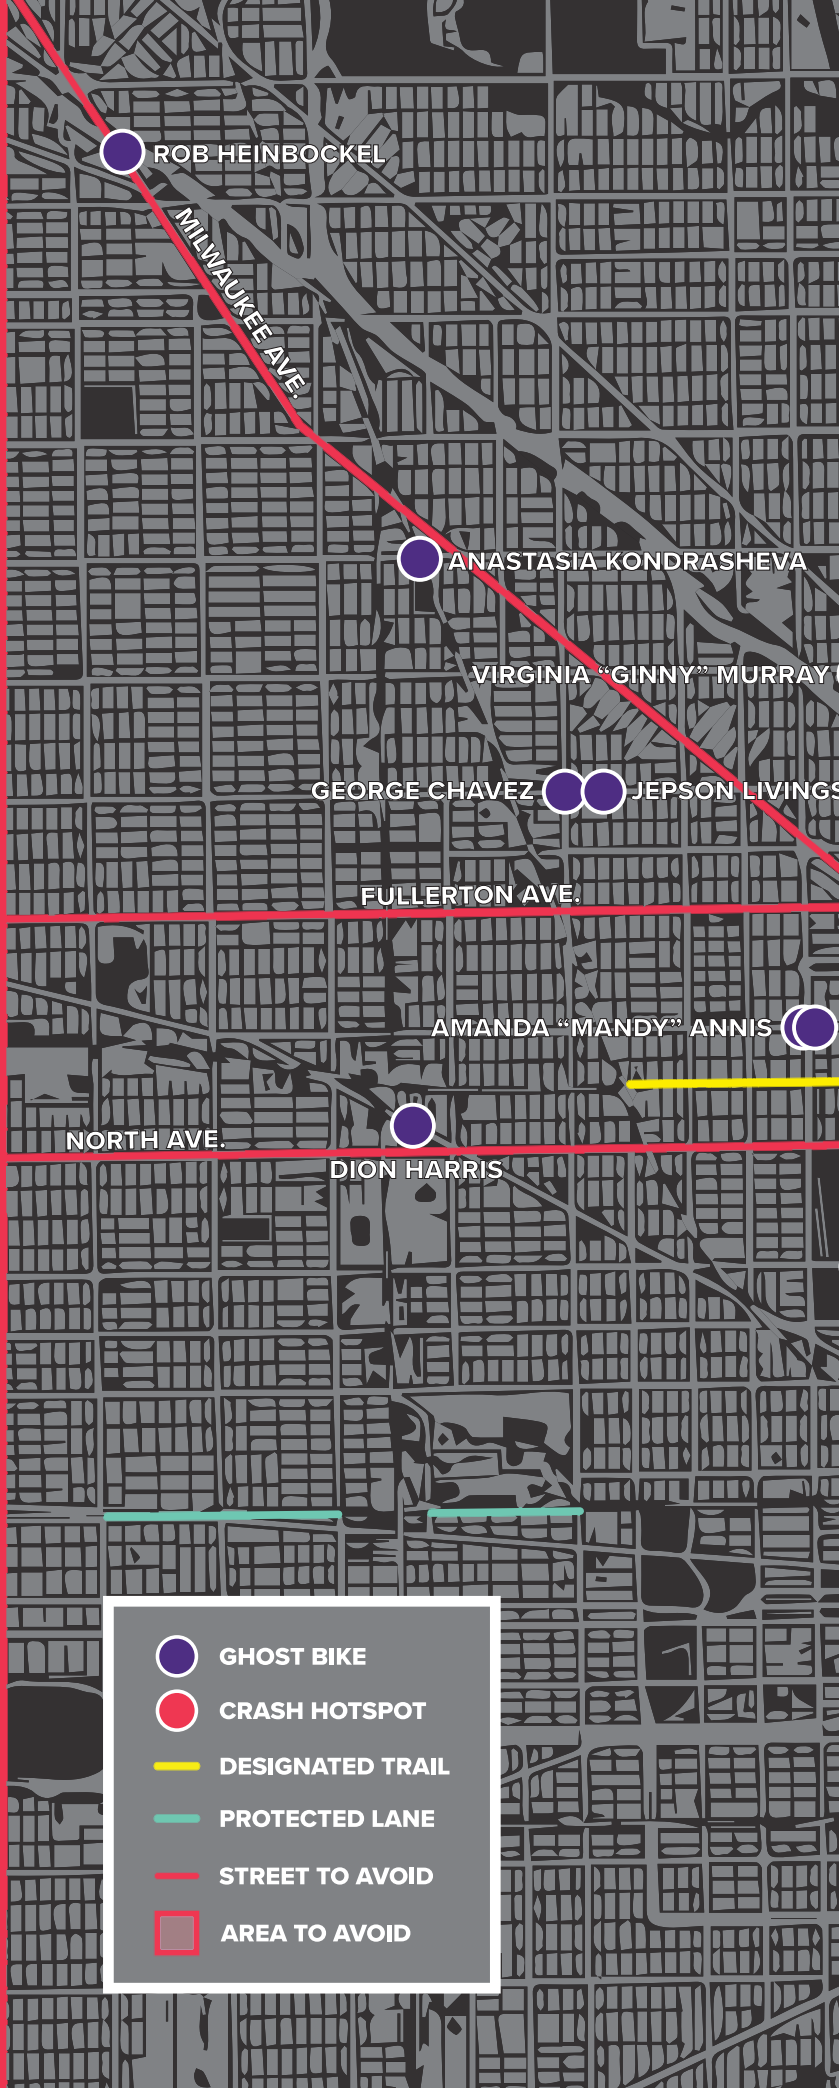 ROB HEINBOCKEL
MILWAUKEE AVE.
ANASTASIA KONDRASHEVA
VIRGINIA “GINNY” MURRAY
GEORGE CHAVEZ
JEPSON LIVINGS
FULLERTON AVE.
AMANDA “MANDY” ANNIS
NORTH AVE.
DION HARRIS
GHOST BIKE
CRASH HOTSPOT
DESIGNATED TRAIL
PROTECTED LANE
STREET TO AVOID
AREA TO AVOID